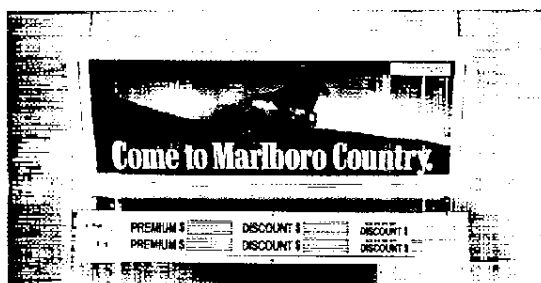 Come to Marlboro Country.
PREMIUM $ DISCOUNT $ DISCOUNT $
PREMIUM $ DISCOUNT $ DISCOUNT $